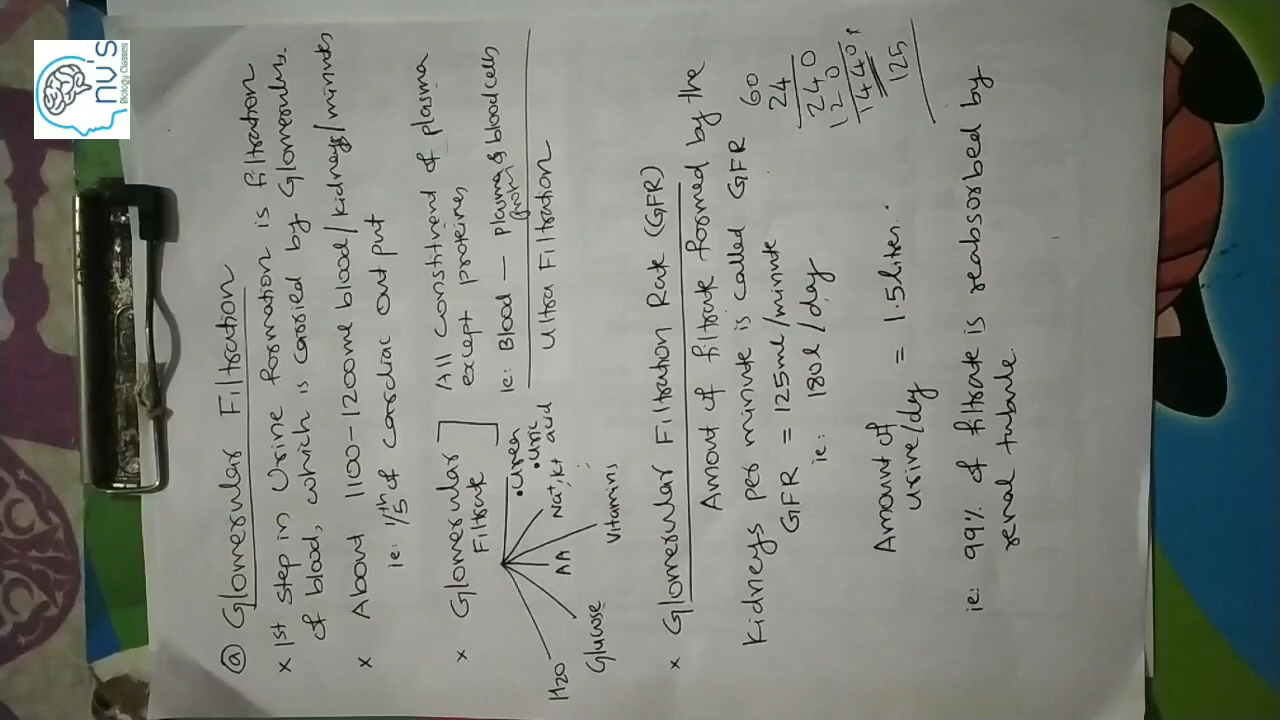 nu's
Biology Classes
ⓐ Glomerular Filtration
x 1st step in Urine formation is filtration
of blood, which is carried by Glomerulus.
x About 1100-1200ml blood/kidneys/minutes
ie: 1/5th of cardiac out put
x Glomerular Filtrate ] All constituent of plasma
except proteines
ie: Blood — plasma protein & blood cells
Ultra Filtration
H2O
Glucose
AA
Vitamins
Na+, K+
•Uric acid
•Urea
x Glomerular Filtration Rate (GFR)
Amount of filtrate formed by the
kidneys per minute is called GFR
GFR = 125ml/minute
ie: 180l/day
60
24
240
120
1440x
125
Amount of
urine/day = 1.5liter.
ie: 99% of filtrate is reabsorbed by
renal tubule.